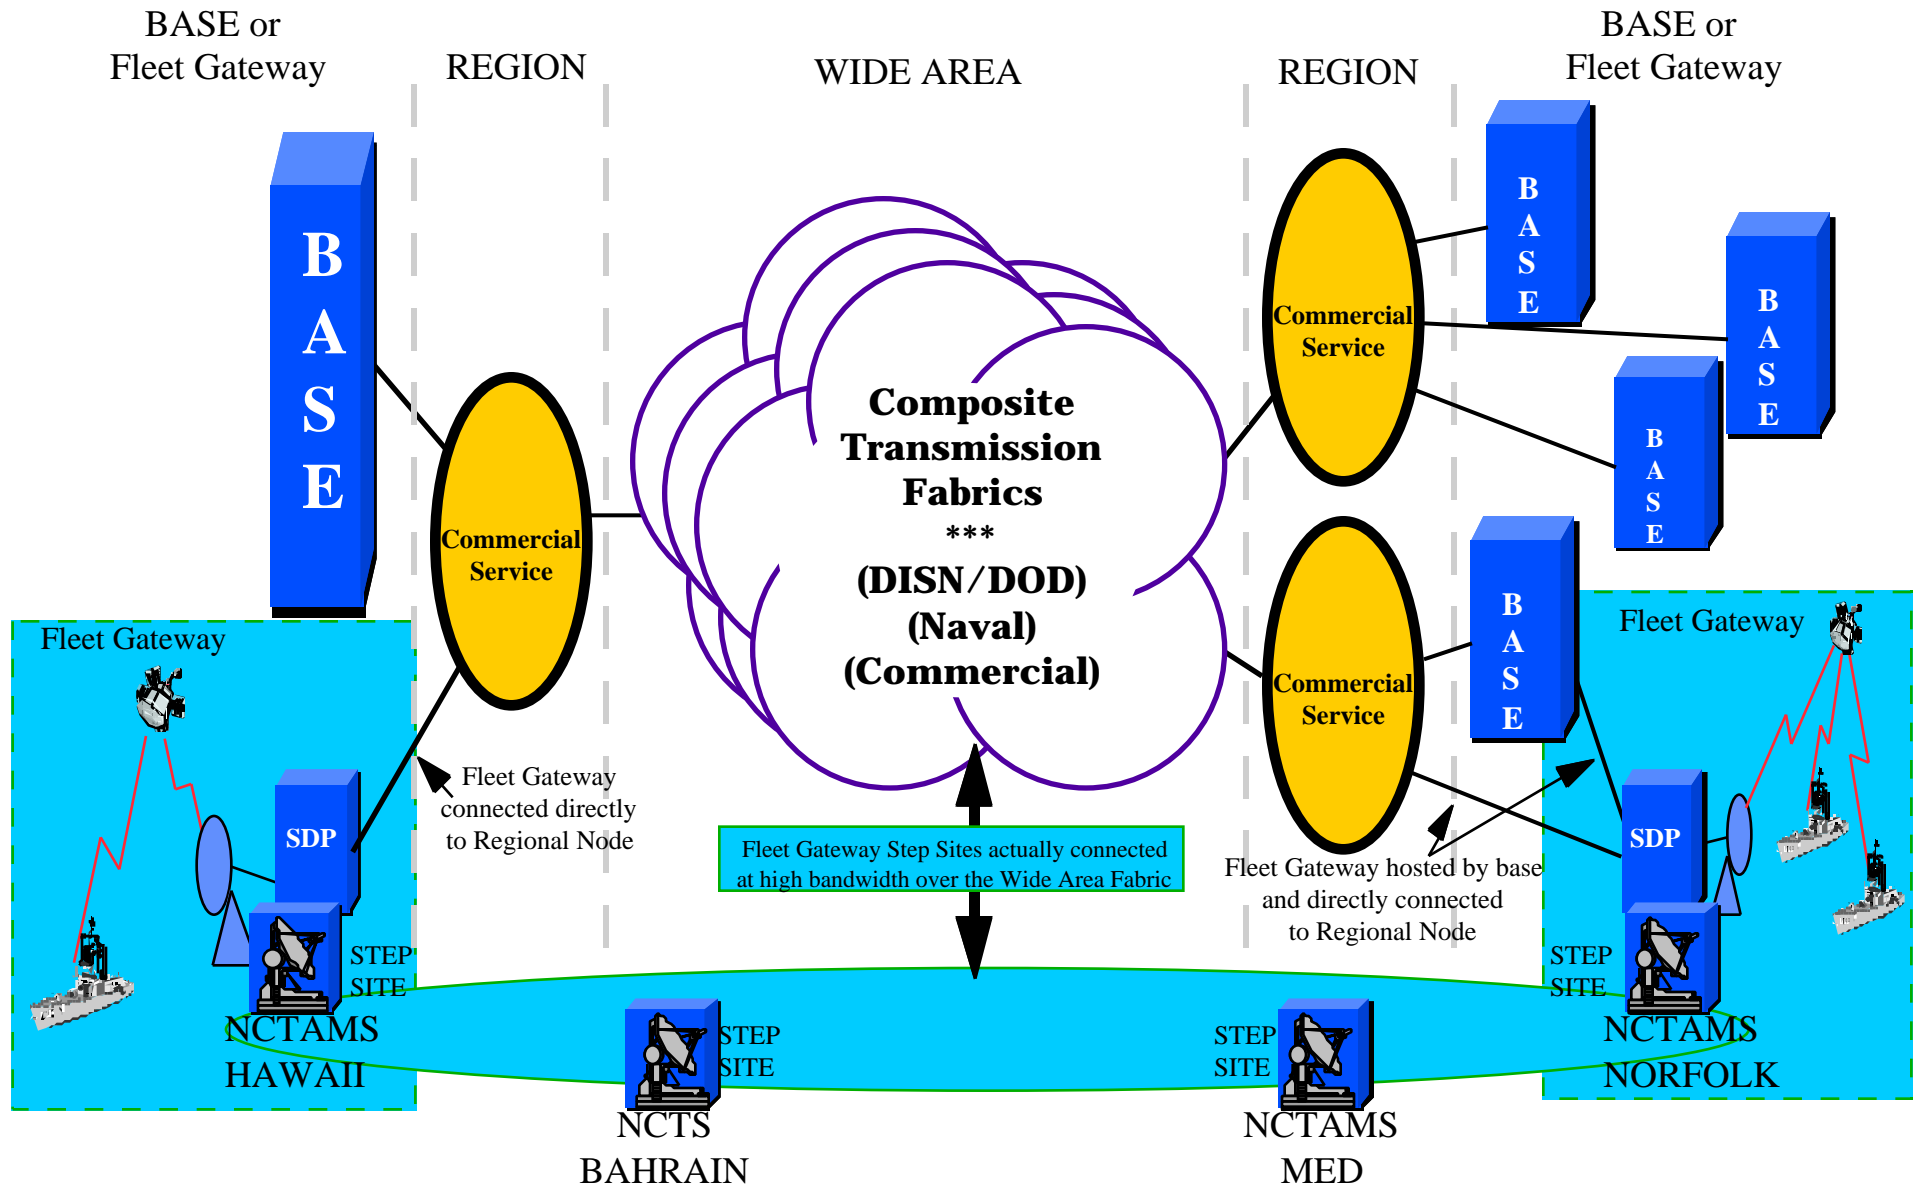 BASE or
Fleet Gateway
REGION
WIDE AREA
REGION
BASE or
Fleet Gateway
B
A
S
E
Commercial
Service
Composite
Transmission
Fabrics
***
(DISN/DOD)
(Naval)
(Commercial)
Commercial
Service
B
A
S
E
B
A
S
E
B
A
S
E
Commercial
Service
B
A
S
E
Fleet Gateway
SDP
STEP
SITE
NCTAMS
HAWAII
Fleet Gateway
connected directly
to Regional Node
Fleet Gateway Step Sites actually connected
at high bandwidth over the Wide Area Fabric
Fleet Gateway hosted by base
and directly connected
to Regional Node
Fleet Gateway
SDP
STEP
SITE
NCTAMS
NORFOLK
STEP
SITE
NCTS
BAHRAIN
STEP
SITE
NCTAMS
MED